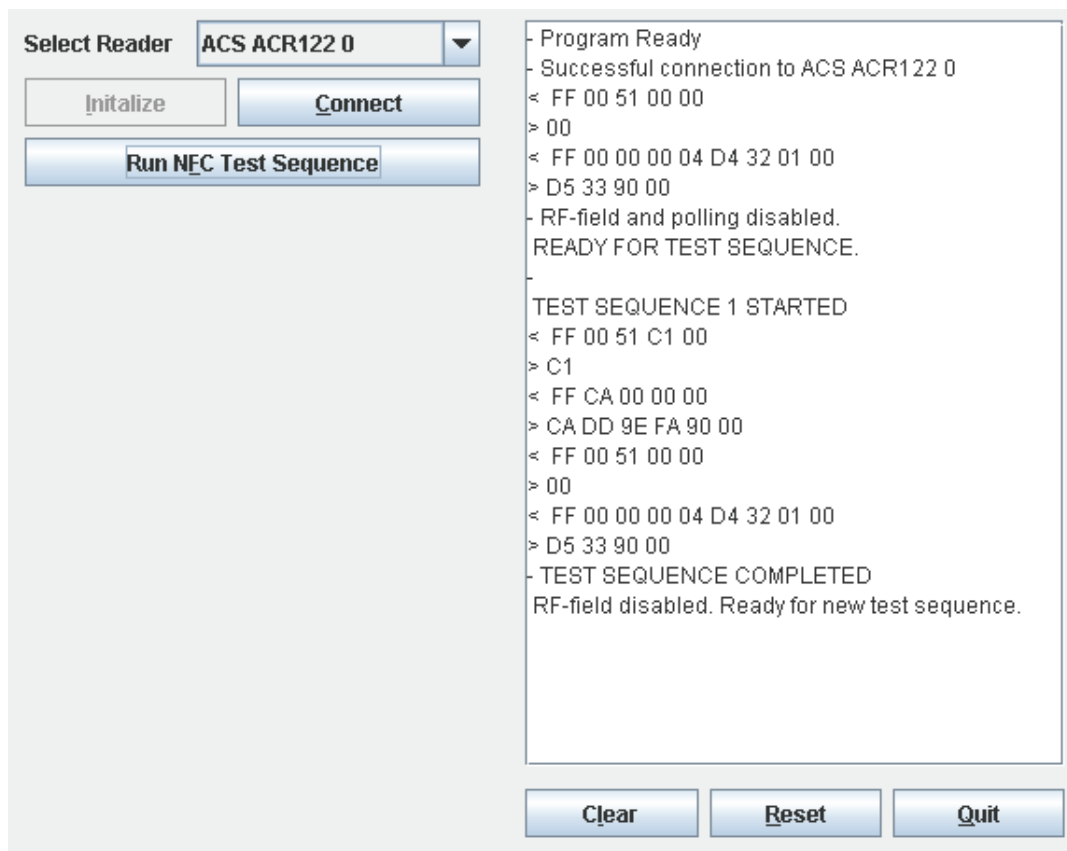 Select Reader ACS ACR122 0
Initalize Connect
Run NFC Test Sequence
- Program Ready
- Successful connection to ACS ACR122 0
< FF 00 51 00 00
> 00
< FF 00 00 00 04 D4 32 01 00
> D5 33 90 00
- RF-field and polling disabled.
READY FOR TEST SEQUENCE.
-
TEST SEQUENCE 1 STARTED
< FF 00 51 C1 00
> C1
< FF CA 00 00 00
> CA DD 9E FA 90 00
< FF 00 51 00 00
> 00
< FF 00 00 00 04 D4 32 01 00
> D5 33 90 00
- TEST SEQUENCE COMPLETED
RF-field disabled. Ready for new test sequence.
Clear Reset Quit